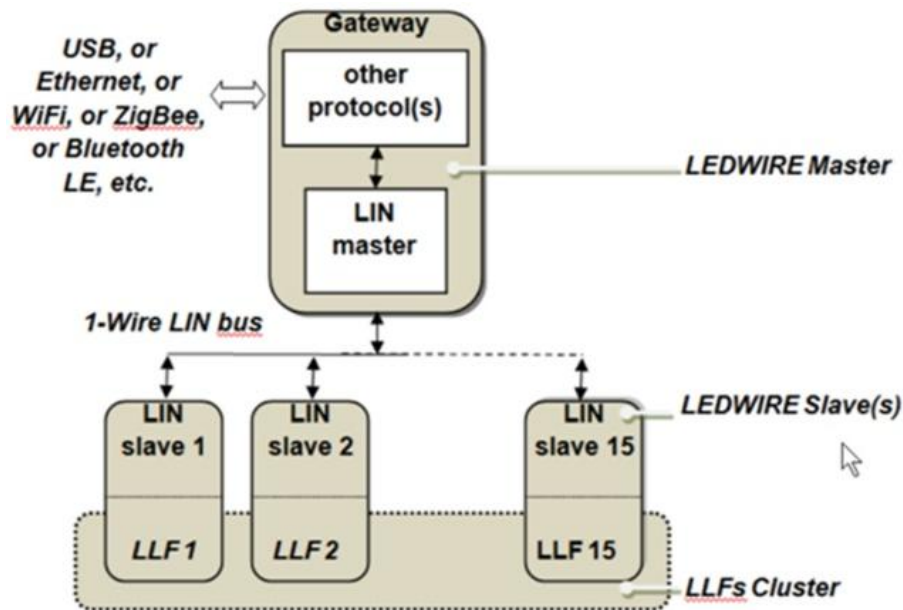 Gateway
USB, or
Ethernet, or
WiFi, or ZigBee,
or Bluetooth
LE, etc.
other
protocol(s)
LEDWIRE Master
LIN
master
1-Wire LIN bus
LIN
slave 1
LIN
slave 2
LIN
slave 15
LEDWIRE Slave(s)
LLF 1
LLF 2
LLF 15
LLFs Cluster